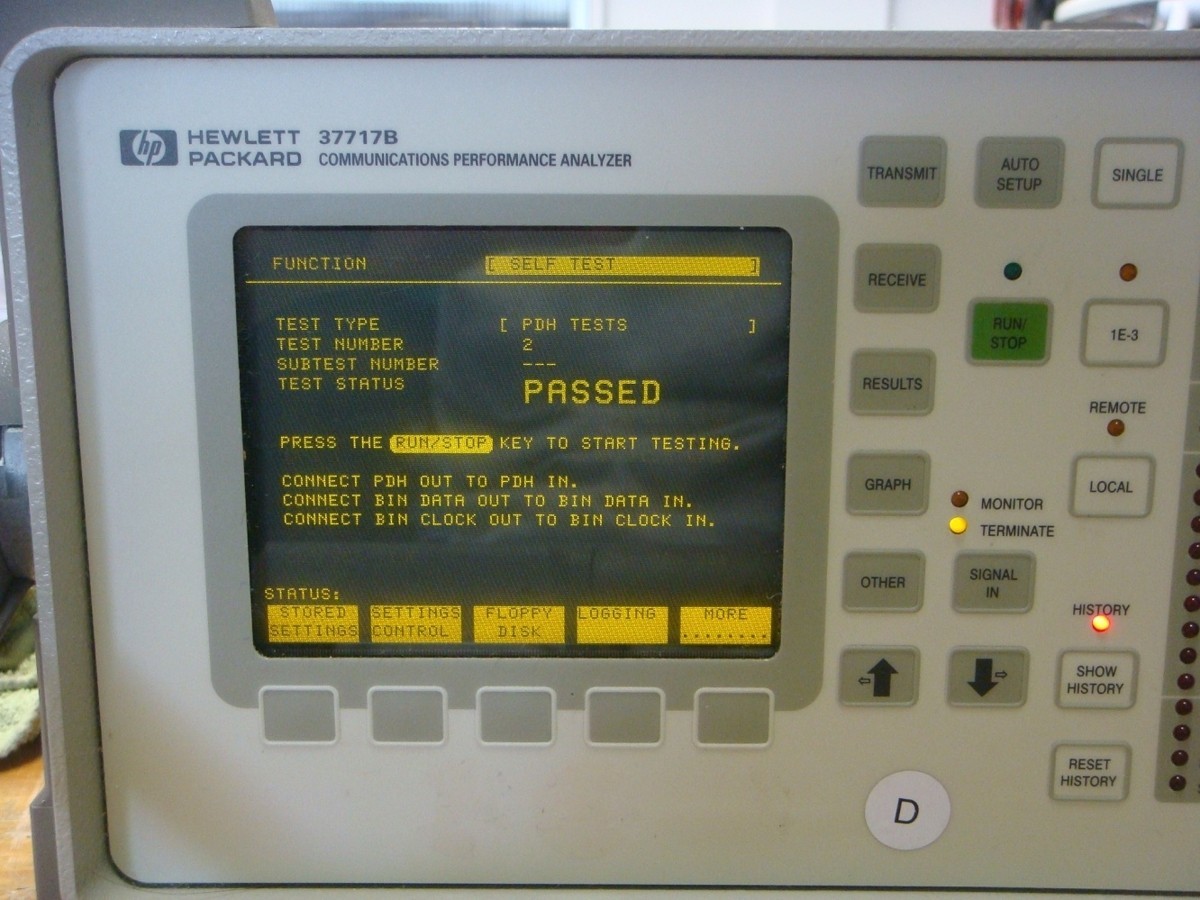 hp HEWLETT PACKARD 37717B
COMMUNICATIONS PERFORMANCE ANALYZER
FUNCTION [ SELF TEST ]
TEST TYPE [ PDH TESTS ]
TEST NUMBER 2
SUBTEST NUMBER ---
TEST STATUS PASSED
PRESS THE RUN/STOP KEY TO START TESTING.
CONNECT PDH OUT TO PDH IN.
CONNECT BIN DATA OUT TO BIN DATA IN.
CONNECT BIN CLOCK OUT TO BIN CLOCK IN.
STATUS:
STORED SETTINGS
SETTINGS CONTROL
FLOPPY DISK
LOGGING
MORE ........
TRANSMIT
AUTO SETUP
SINGLE
RECEIVE
RUN/ STOP
1E-3
RESULTS
REMOTE
GRAPH
MONITOR
TERMINATE
LOCAL
OTHER
SIGNAL IN
HISTORY
SHOW HISTORY
RESET HISTORY
D